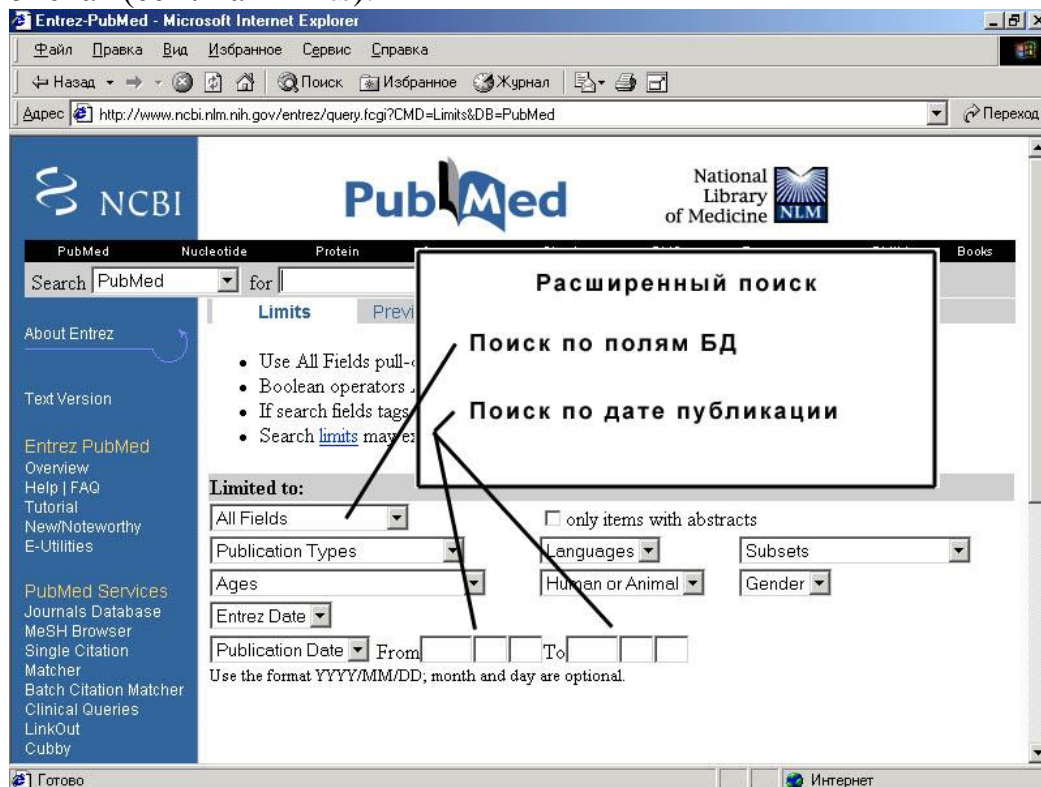 Entrez-PubMed - Microsoft Internet Explorer
Файл Правка Вид Избранное Сервис Справка
Назад Поиск Избранное Журнал
Адрес http://www.ncbi.nlm.nih.gov/entrez/query.fcgi?CMD=Limits&DB=PubMed Переход
NCBI PubMed National Library of Medicine NLM
PubMed Nucleotide Protein Books
Search PubMed for
Limits Previ
About Entrez
Text Version
Entrez PubMed
Overview
Help | FAQ
Tutorial
New/Noteworthy
E-Utilities
PubMed Services
Journals Database
MeSH Browser
Single Citation
Matcher
Batch Citation Matcher
Clinical Queries
LinkOut
Cubby
• Use All Fields pull-
• Boolean operators
• If search fields tags
• Search limits may ex
Расширенный поиск
Поиск по полям БД
Поиск по дате публикации
Limited to:
All Fields only items with abstracts
Publication Types Languages Subsets
Ages Human or Animal Gender
Entrez Date
Publication Date From To
Use the format YYYY/MM/DD; month and day are optional.
Готово Интернет